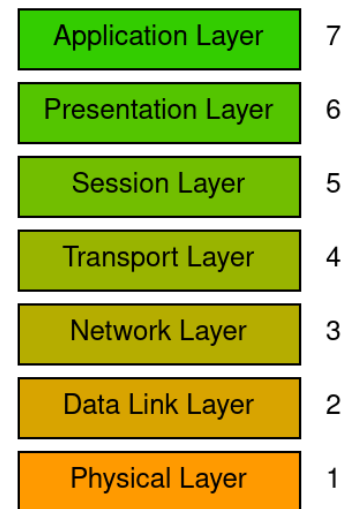 Application Layer 7
Presentation Layer 6
Session Layer 5
Transport Layer 4
Network Layer 3
Data Link Layer 2
Physical Layer 1